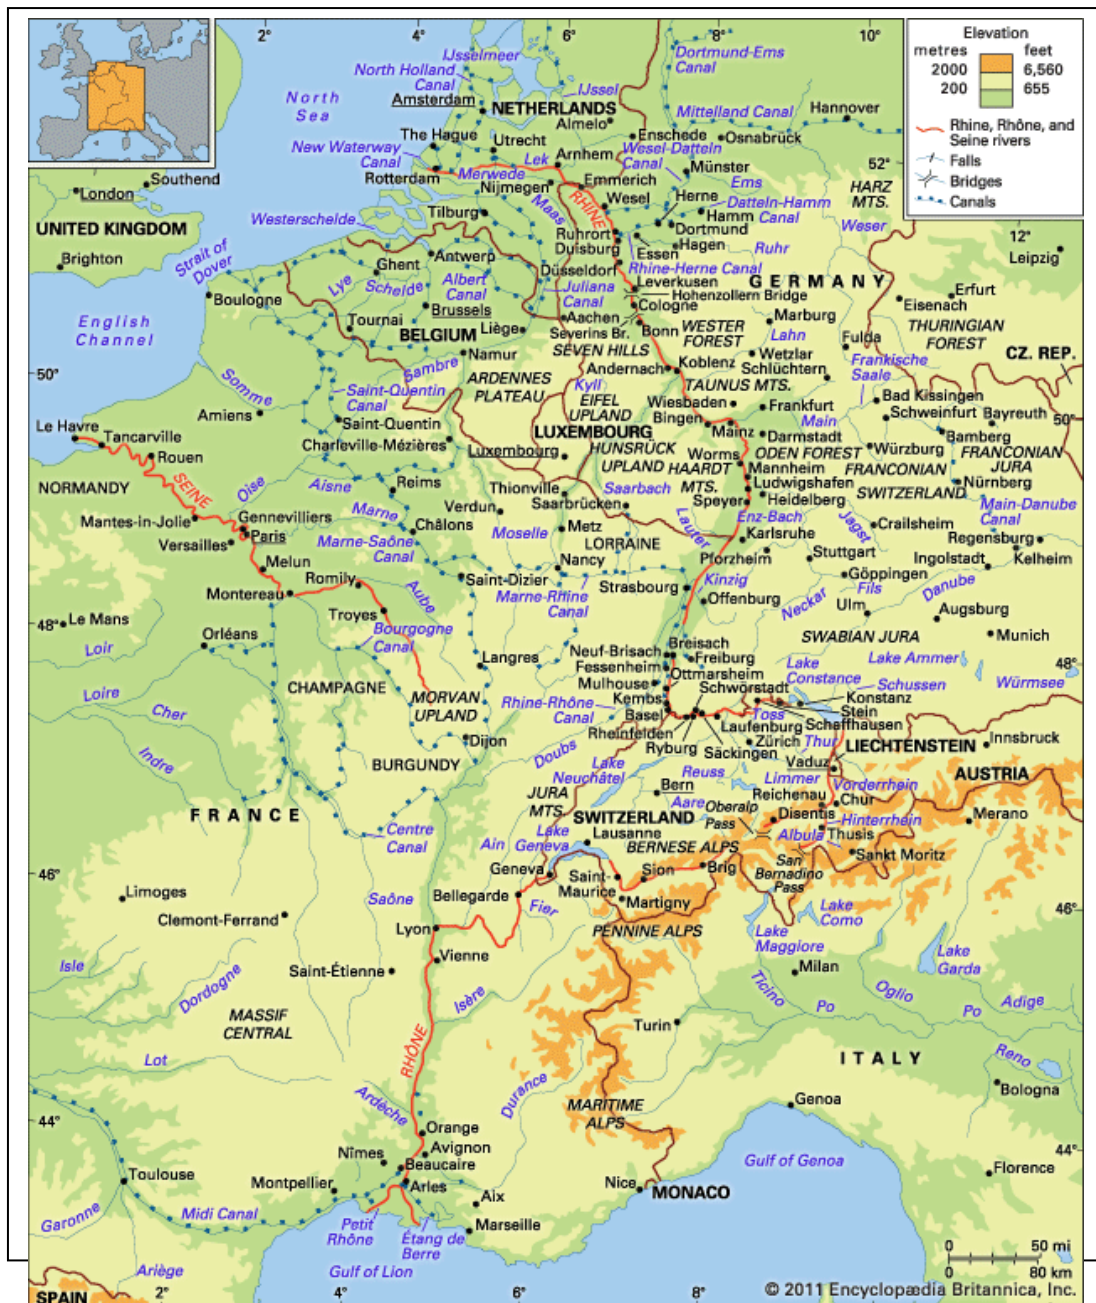 2°
4°
6°
8°
10°
Elevation
metres
feet
2000
6,560
200
655
Rhine, Rhône, and
Seine rivers
Falls
Bridges
Canals
North
Sea
IJsselmeer
North Holland
Canal
Amsterdam
NETHERLANDS
IJssel
Almelo
Dortmund-Ems
Canal
Mittelland Canal
Hannover
The Hague
Utrecht
Enschede
Osnabrück
New Waterway
Canal
Lek
Arnhem
Wesel-Datteln
Canal
Münster
52°
Rotterdam
Merwede
Nijmegen
Emmerich
Ems
HARZ
MTS.
Southend
London
Wesel
Herne
Datteln-Hamm
Canal
Tilburg
Maas
RHINE
Hamm
Westerschelde
Dortmund
Weser
UNITED KINGDOM
Ruhrort
Duisburg
Essen
Hagen
Ruhr
12°
Leipzig
Brighton
Strait of
Dover
Ghent
Antwerp
Düsseldorf
Rhine-Herne Canal
GERMANY
Lye
Schelde
Albert
Canal
Juliana
Canal
Leverkusen
Hohenzollern Bridge
Erfurt
Eisenach
Boulogne
Brussels
Cologne
English
Channel
Tournai
Aachen
Severins Br.
Bonn
WESTER
FOREST
Marburg
Lahn
THURINGIAN
FOREST
BELGIUM
Liège
SEVEN HILLS
Fulda
Namur
Andernach
Koblenz
Wetzlar
Schlüchtern
CZ. REP.
50°
Sambre
ARDENNES
PLATEAU
Kyll
EIFEL
UPLAND
TAUNUS MTS.
Frankische
Saale
Somme
Saint-Quentin
Canal
Wiesbaden
Frankfurt
Bad Kissingen
Amiens
Bingen
Main
Schweinfurt
Bayreuth
50°
Le Havre
Saint-Quentin
LUXEMBOURG
Mainz
Darmstadt
Bamberg
Tancarville
Charleville-Mézières
Luxembourg
HUNSRÜCK
UPLAND
Worms
ODEN FOREST
Würzburg
FRANCONIAN
JURA
Rouen
HAARDT
MTS.
Mannheim
FRANCONIAN
SWITZERLAND
SEINE
Oise
Aisne
Reims
Thionville
Saarbach
Ludwigshafen
Nürnberg
NORMANDY
Verdun
Saarbrücken
Speyer
Heidelberg
Main-Danube
Canal
Mantes-in-Jolie
Gennevilliers
Marne
Châlons
Moselle
Metz
Lauter
Enz-Bach
Jagst
Crailsheim
Versailles
Paris
Marne-Saône
Canal
LORRAINE
Karlsruhe
Regensburg
Melun
Nancy
Pforzheim
Stuttgart
Ingolstadt
Kelheim
Montereau
Romily
Saint-Dizier
Marne-Rhine
Canal
Strasbourg
Kinzig
Göppingen
Fils
Danube
Le Mans
Troyes
Aube
Offenburg
Neckar
Ulm
Augsburg
48°
Orléans
Bourgogne
Canal
Breisach
SWABIAN JURA
Munich
Loir
Langres
Neuf-Brisach
Freiburg
Lake Ammer
48°
Fessenheim
Ottmarsheim
Lake
Constance
Schussen
Würmsee
Loire
CHAMPAGNE
MORVAN
UPLAND
Mulhouse
Schwörstadt
Konstanz
Cher
Rhine-Rhône
Canal
Kembs
Stein
Basel
Toss
Schaffhausen
Dijon
Rheinfelden
Laufenburg
Indre
Doubs
Ryburg
Säckingen
Zürich
Thur
LIECHTENSTEIN
Innsbruck
BURGUNDY
Lake
Neuchâtel
Reuss
Vaduz
Limmer
Vorderrhein
AUSTRIA
JURA
MTS.
Bern
Aare
Oberalp
Pass
Reichenau
Chur
FRANCE
SWITZERLAND
Disentis
Hinterrhein
Merano
Centre
Canal
Lausanne
Albula
Thusis
Ain
Lake
Geneva
BERNESE ALPS
San
Bernadino
Pass
Sankt Moritz
46°
Geneva
Saint-
Maurice
Sion
Brig
Limoges
Saône
Bellegarde
Fier
Martigny
Lake
Como
46°
Clemont-Ferrand
Lyon
PENNINE ALPS
Lake
Maggiore
Lake
Garda
Vienne
Isle
Saint-Étienne
Milan
Dordogne
Isère
Ticino
Po
Oglio
Po
Adige
MASSIF
CENTRAL
RHÔNE
Turin
Lot
ITALY
Reno
Ardèche
Durance
Bologna
44°
MARITIME
ALPS
Genoa
Orange
Nîmes
Avignon
44°
Toulouse
Beaucaire
Gulf of Genoa
Florence
Montpellier
Arles
Nice
MONACO
Aix
Garonne
Midi Canal
Petit
Rhône
Étang de
Berre
Marseille
Gulf of Lion
0 50 mi
0 80 km
Ariège
SPAIN
2°
4°
6°
8°
© 2011 Encyclopædia Britannica, Inc.